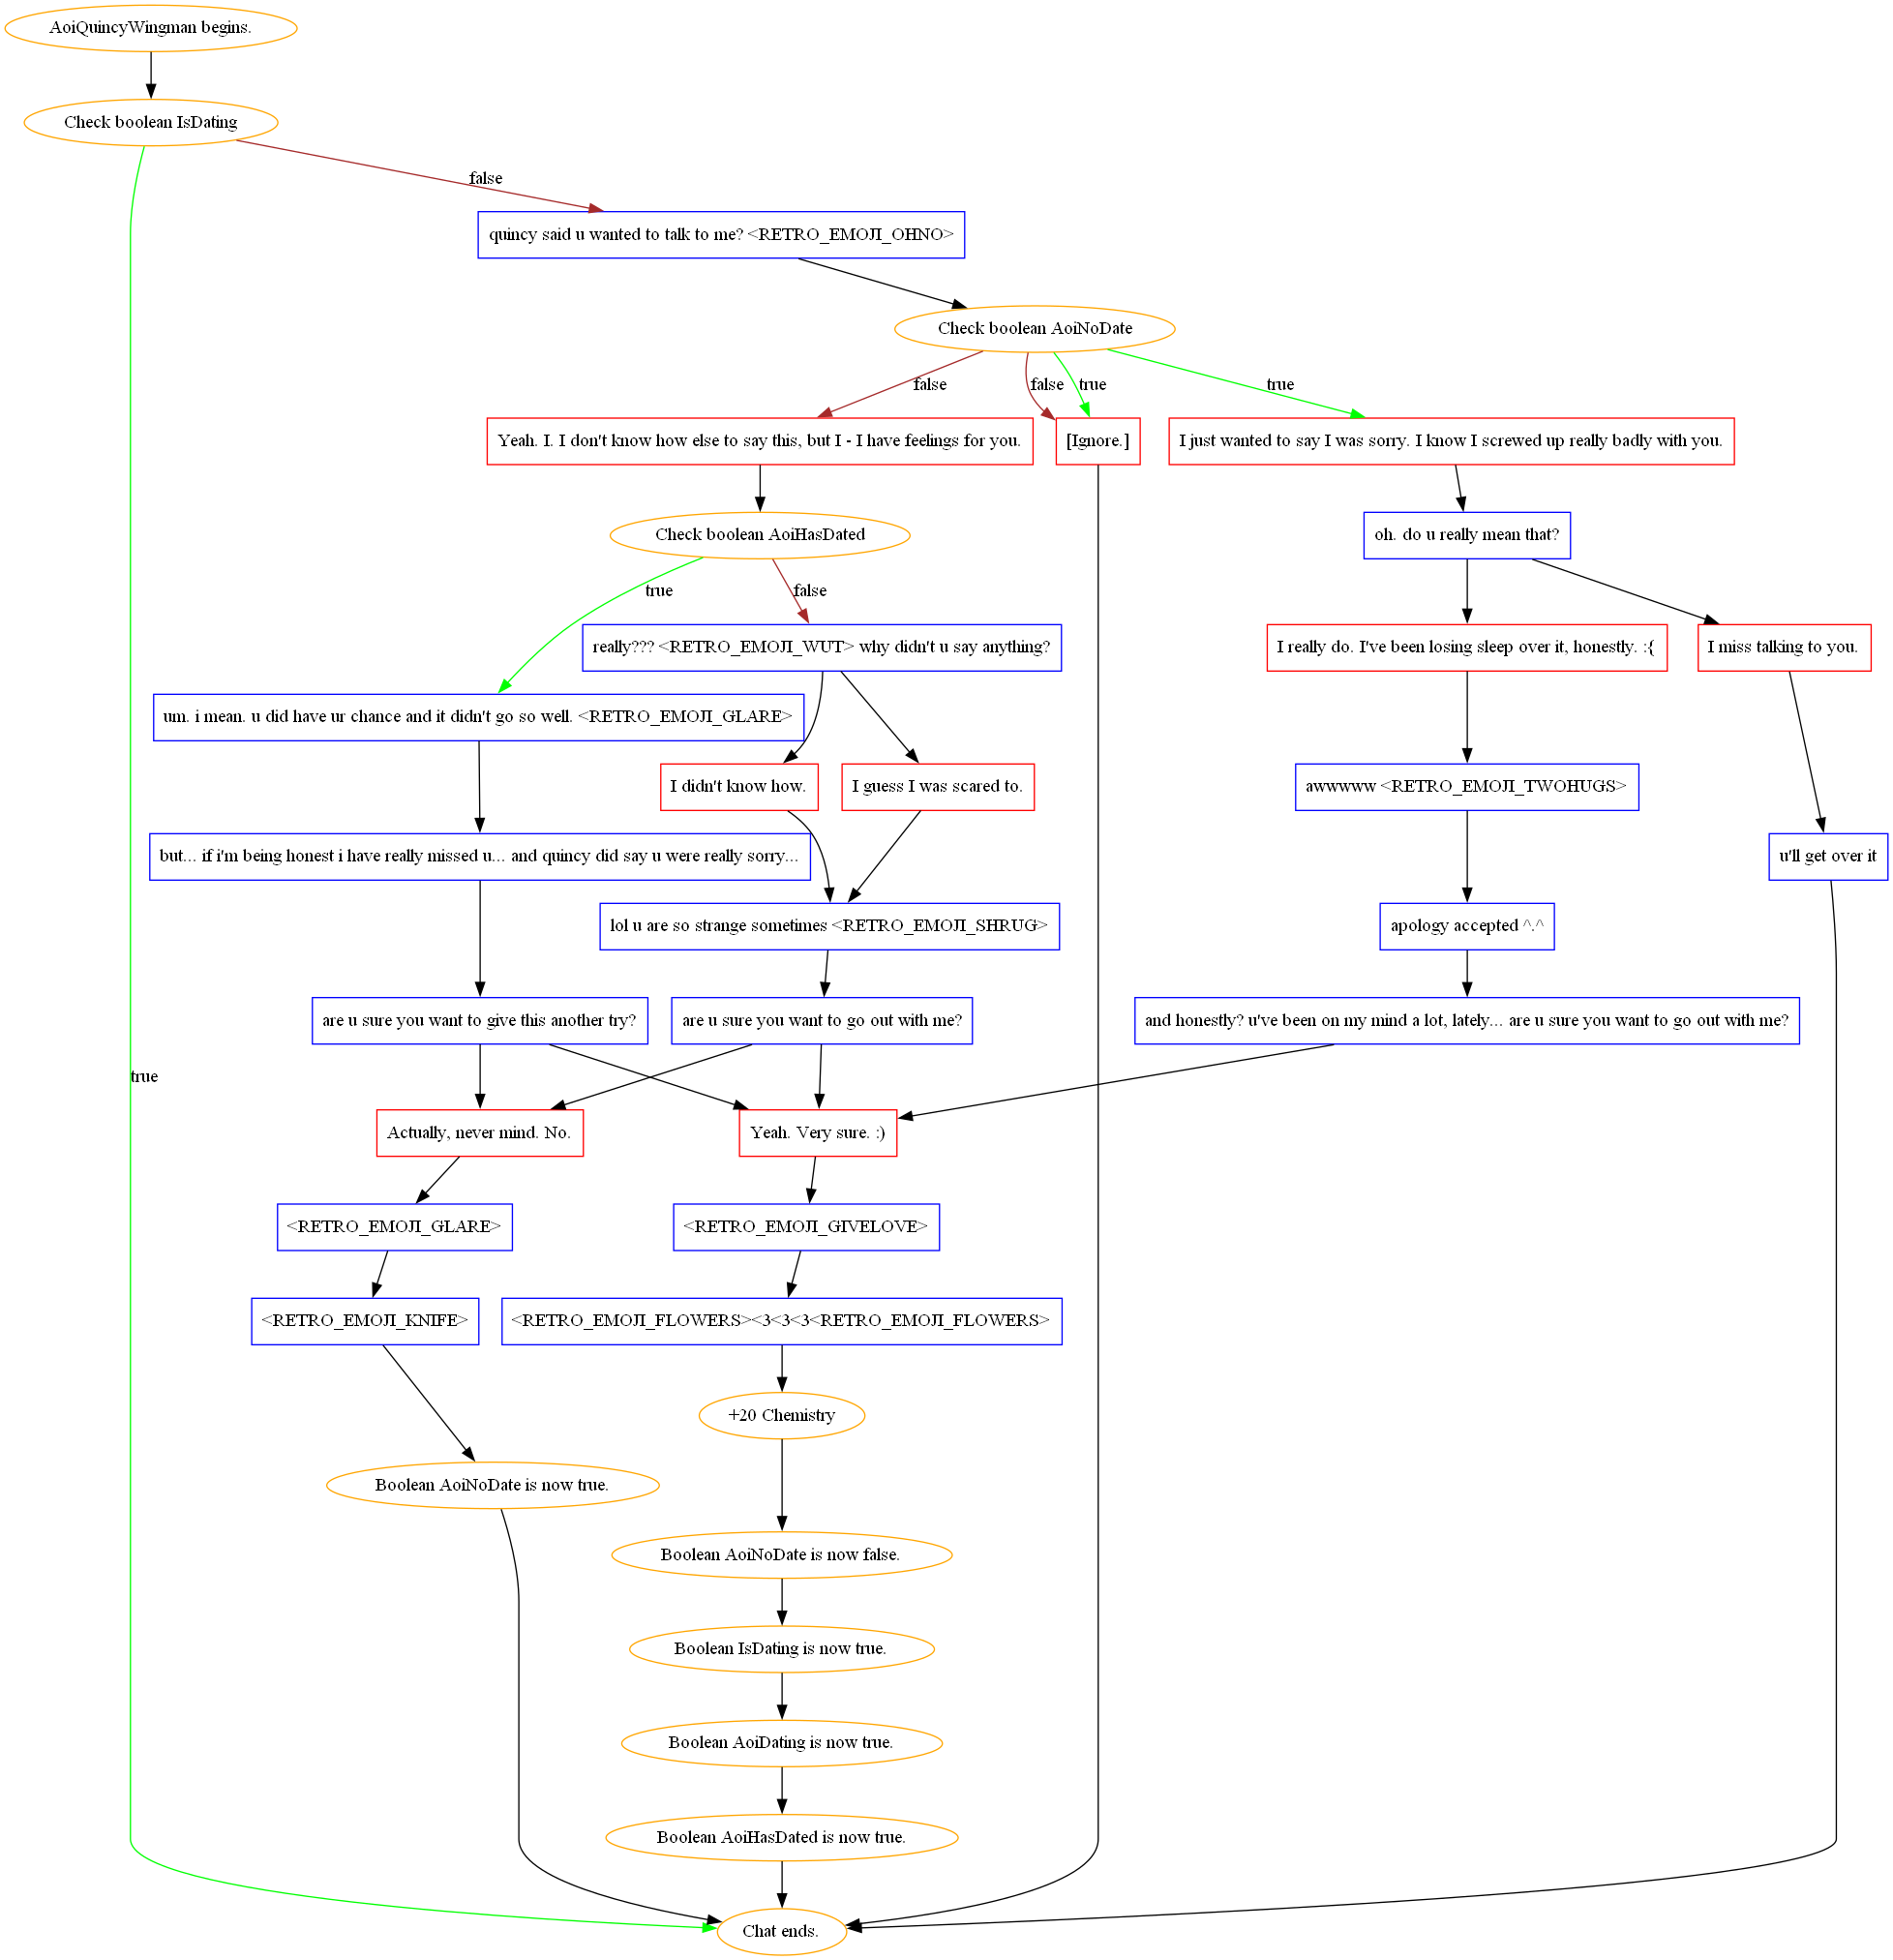 AoiQuincyWingman begins.
Check boolean IsDating
false
quincy said u wanted to talk to me? <RETRO_EMOJI_OHNO>
Check boolean AoiNoDate
false
false
true
true
Yeah. I. I don't know how else to say this, but I - I have feelings for you.
[Ignore.]
I just wanted to say I was sorry. I know I screwed up really badly with you.
Check boolean AoiHasDated
oh. do u really mean that?
true
false
really??? <RETRO_EMOJI_WUT> why didn't u say anything?
I really do. I've been losing sleep over it, honestly. :{
I miss talking to you.
um. i mean. u did have ur chance and it didn't go so well. <RETRO_EMOJI_GLARE>
I didn't know how.
I guess I was scared to.
awwwww <RETRO_EMOJI_TWOHUGS>
but... if i'm being honest i have really missed u... and quincy did say u were really sorry...
u'll get over it
lol u are so strange sometimes <RETRO_EMOJI_SHRUG>
apology accepted ^.^
are u sure you want to give this another try?
are u sure you want to go out with me?
and honestly? u've been on my mind a lot, lately... are u sure you want to go out with me?
true
Actually, never mind. No.
Yeah. Very sure. :)
<RETRO_EMOJI_GLARE>
<RETRO_EMOJI_GIVELOVE>
<RETRO_EMOJI_KNIFE>
<RETRO_EMOJI_FLOWERS><3<3<3<RETRO_EMOJI_FLOWERS>
+20 Chemistry
Boolean AoiNoDate is now true.
Boolean AoiNoDate is now false.
Boolean IsDating is now true.
Boolean AoiDating is now true.
Boolean AoiHasDated is now true.
Chat ends.